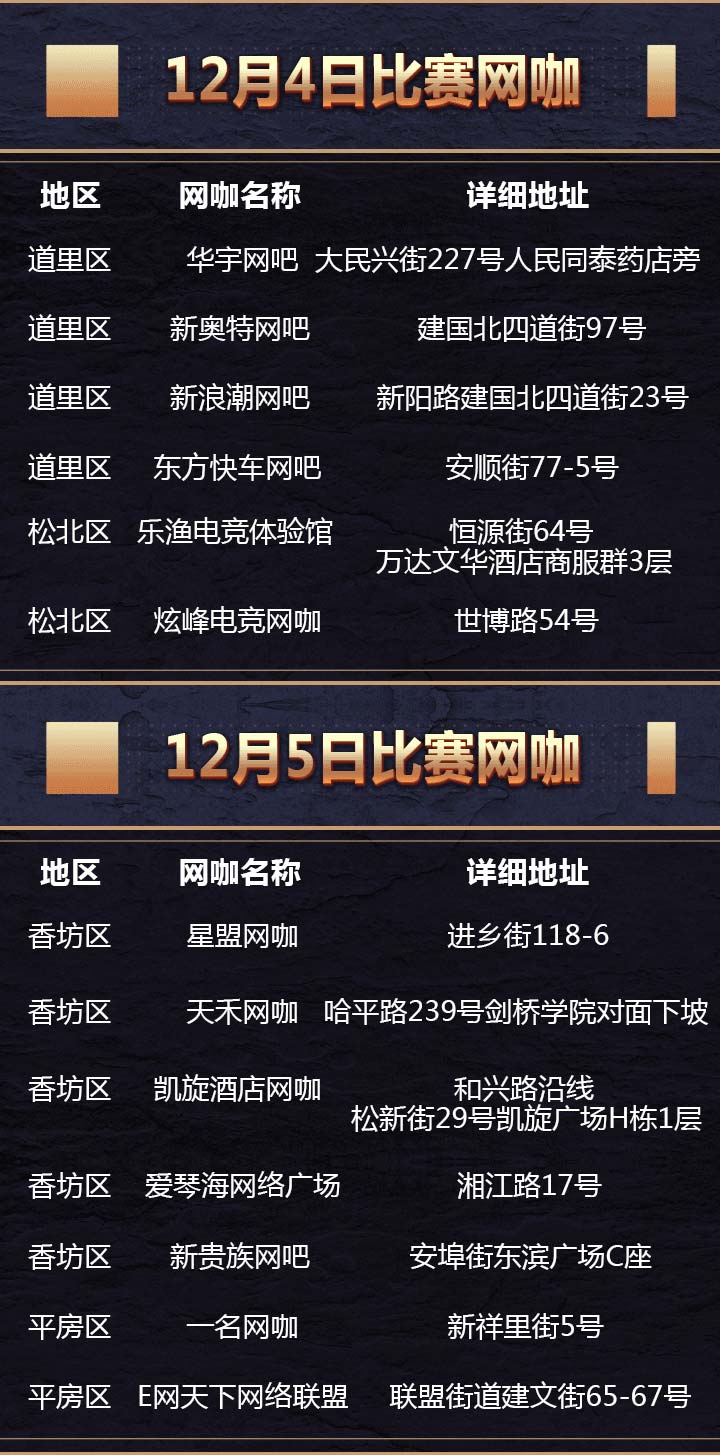 12月4日比赛网咖
地区 网咖名称 详细地址
道里区 华宇网吧 大民兴街227号人民同泰药店旁
道里区 新奥特网吧 建国北四道街97号
道里区 新浪潮网吧 新阳路建国北四道街23号
道里区 东方快车网吧 安顺街77-5号
松北区 乐渔电竞体验馆 恒源街64号
万达文华酒店商服群3层
松北区 炫峰电竞网咖 世博路54号
12月5日比赛网咖
地区 网咖名称 详细地址
香坊区 星盟网咖 进乡街118-6
香坊区 天禾网咖 哈平路239号剑桥学院对面下坡
香坊区 凯旋酒店网咖 和兴路沿线
松新街29号凯旋广场H栋1层
香坊区 爱琴海网络广场 湘江路17号
香坊区 新贵族网吧 安埠街东滨广场C座
平房区 一名网咖 新祥里街5号
平房区 E网天下网络联盟 联盟街道建文街65-67号